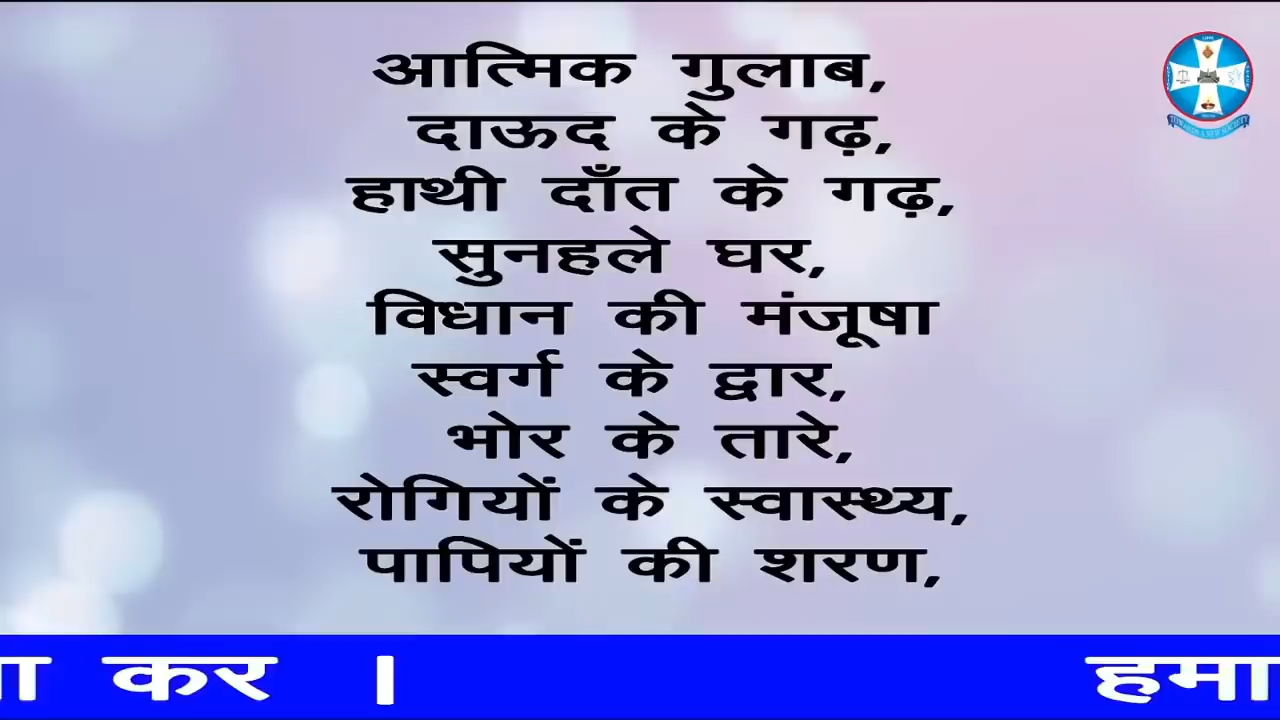 आत्मिक गुलाब,
दाऊद के गढ़,
हाथी दाँत के गढ़,
सुनहले घर,
विधान की मंजूषा
स्वर्ग के द्वार,
भोर के तारे,
रोगियों के स्वास्थ्य,
पापियों की शरण,
कर । हमा